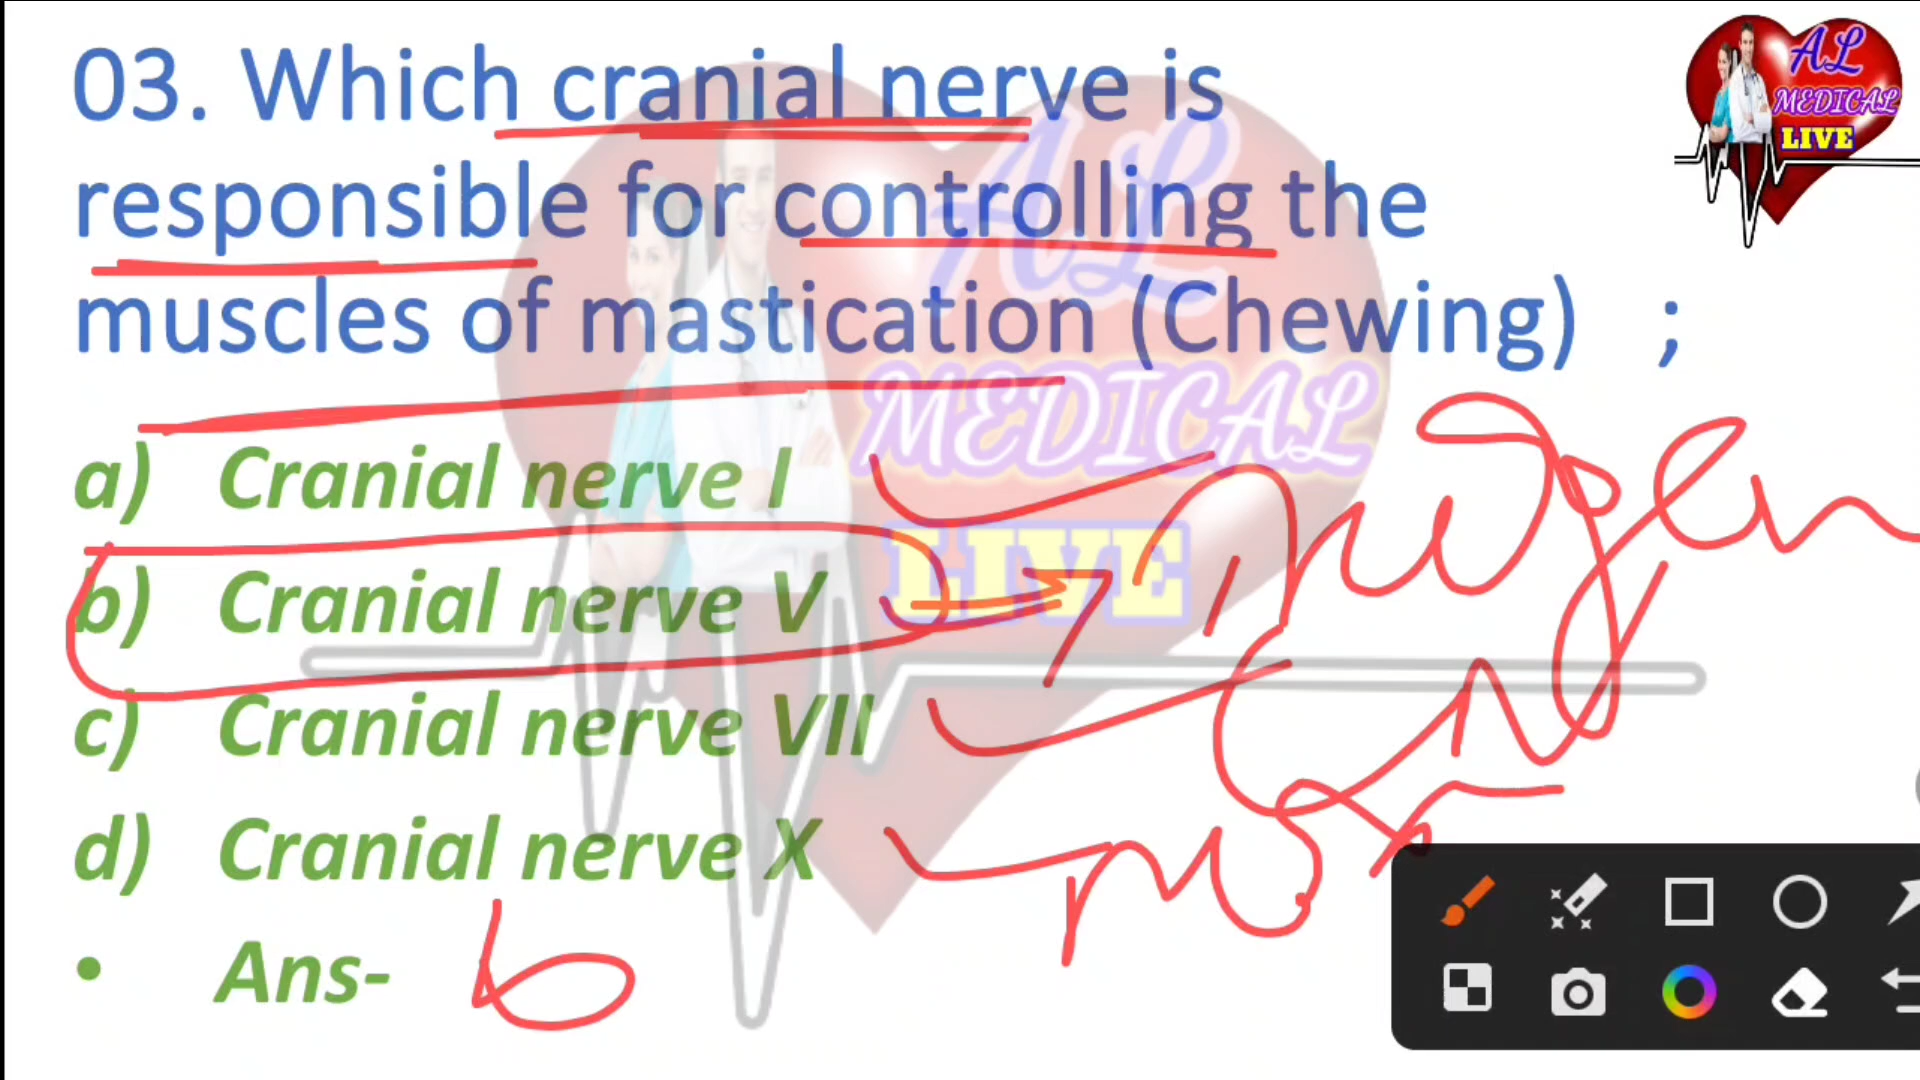 03. Which cranial nerve is
responsible for controlling the
muscles of mastication (Chewing) ;
a) Cranial nerve I
b) Cranial nerve V
c) Cranial nerve VII
d) Cranial nerve X
• Ans- b
AL
MEDICAL
LIVE
AL
MEDICAL
LIVE